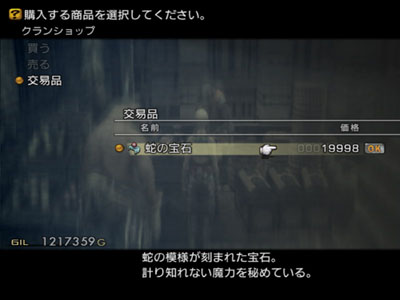 購入する商品を選択してください。
クランショップ
買う
売る
交易品
交易品
名前 価格
蛇の宝石 00019998 OK
GIL 1217359G
蛇の模様が刻まれた宝石。
計り知れない魔力を秘めている。